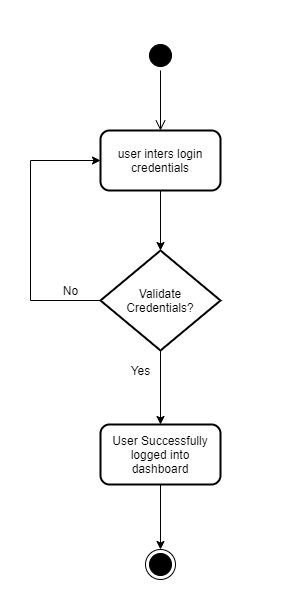 user inters login
credentials
Validate
Credentials?
No
Yes
User Successfully
logged into
dashboard